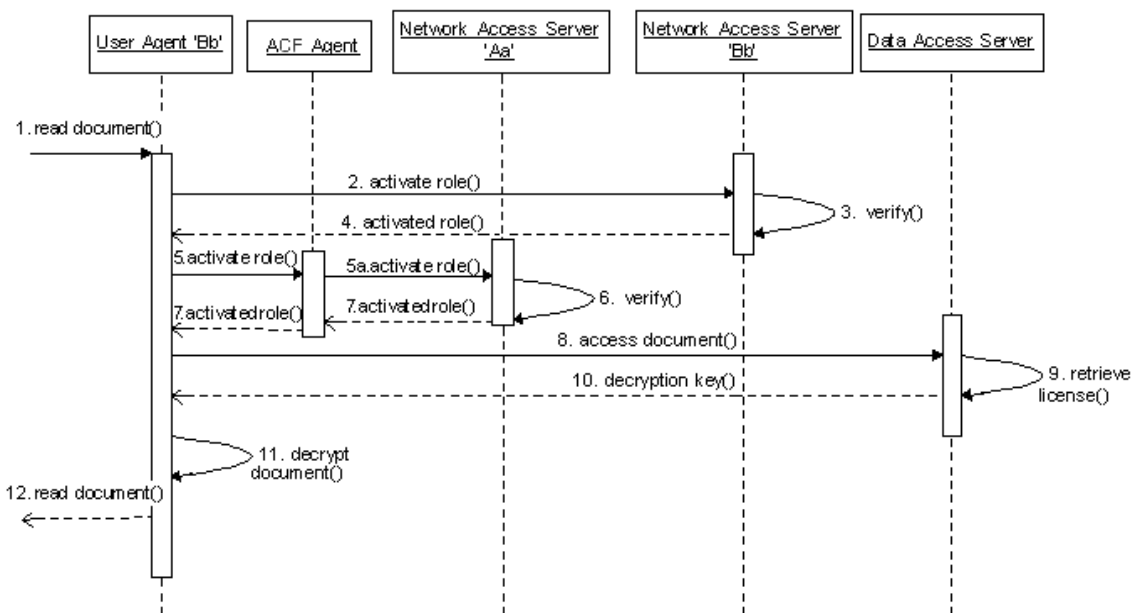 User Agent 'Bb'
ACF Agent
Network Access Server
'Aa'
Network Access Server
'Bb'
Data Access Server
1. read document()
2. activate role()
3. verify()
4. activated role()
5.activate role()
5a.activate role()
6. verify()
7.activatedrole()
7.activatedrole()
8. access document()
9. retrieve
license()
10. decryption key()
11. decrypt
document()
12. read document()